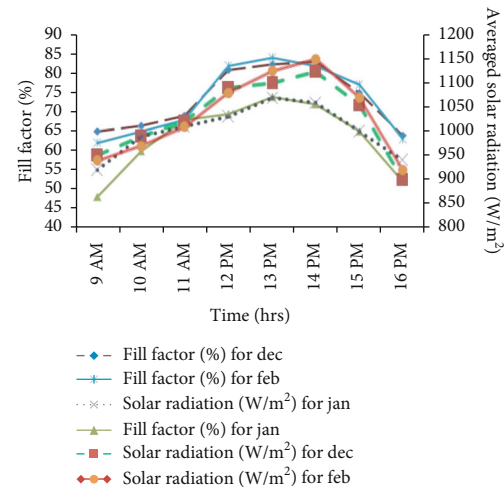 90
85
80
75
70
65
60
55
50
45
40
Fill factor (%)
1200
1150
1100
1050
1000
950
900
850
800
Averaged solar radiation
(W/m²)
9 AM
10 AM
11 AM
12 PM
13 PM
14 PM
15 PM
16 PM
Time (hrs)
Fill factor (%) for dec
Fill factor (%) for feb
Solar radiation (W/m²) for jan
Fill factor (%) for jan
Solar radiation (W/m²) for dec
Solar radiation (W/m²) for feb